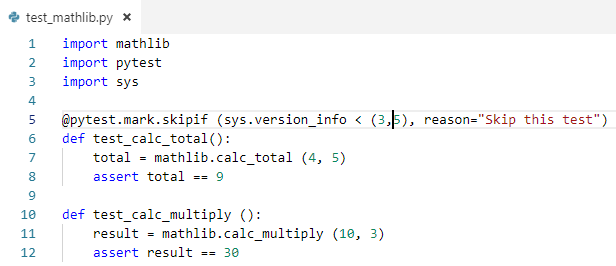 test_mathlib.py ×
1 import mathlib
2 import pytest
3 import sys
4
5 @pytest.mark.skipif (sys.version_info < (3,5), reason="Skip this test")
6 def test_calc_total():
7     total = mathlib.calc_total (4, 5)
8     assert total == 9
9
10 def test_calc_multiply ():
11     result = mathlib.calc_multiply (10, 3)
12     assert result == 30